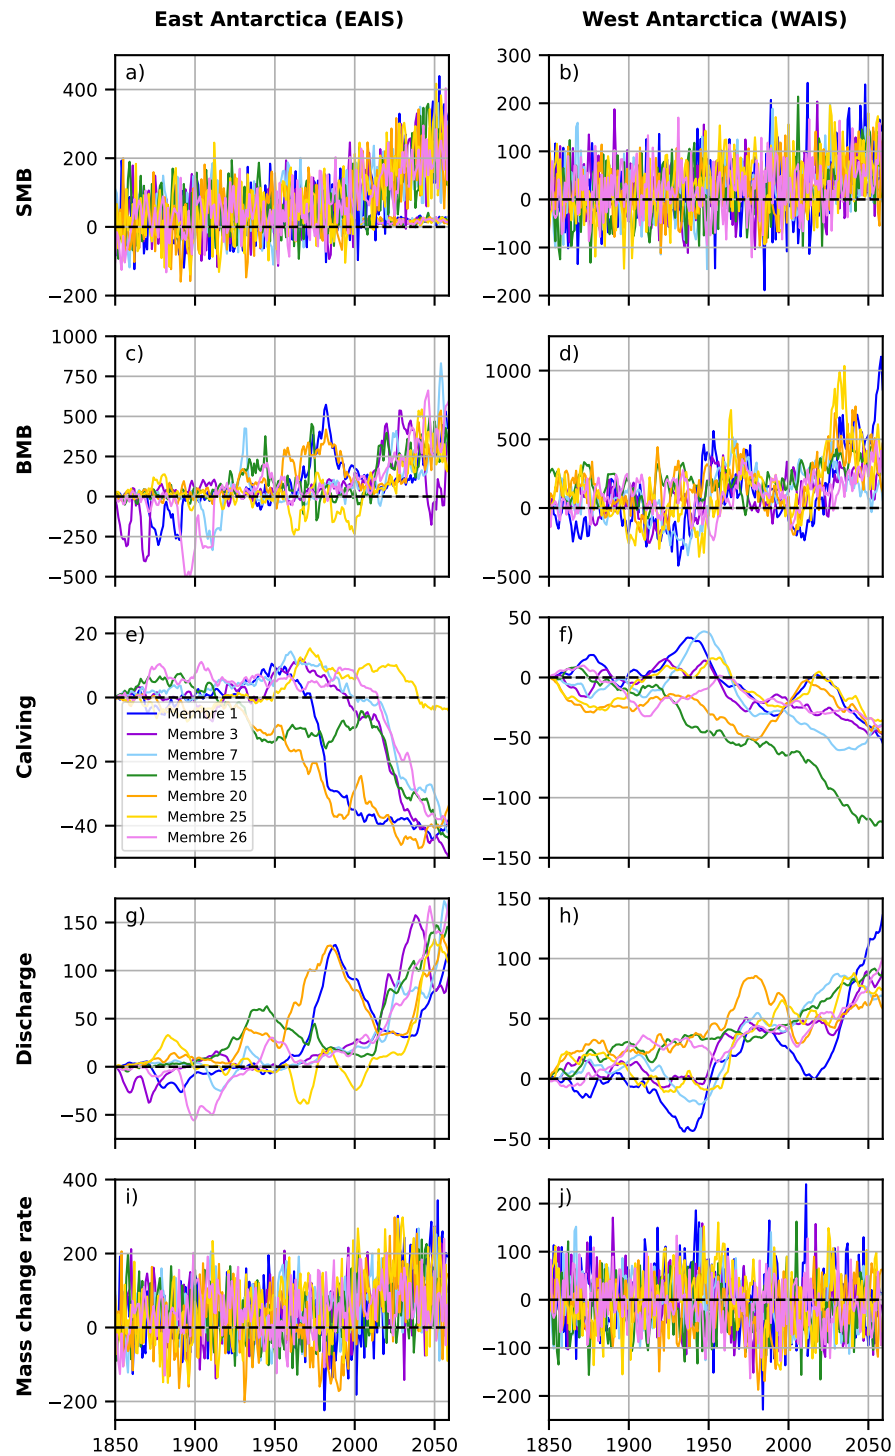 East Antarctica (EAIS)
West Antarctica (WAIS)
SMB
a)
400
200
0
−200
b)
300
200
100
0
−100
−200
BMB
c)
1000
750
500
250
0
−250
−500
d)
1000
500
0
−500
Calving
e)
20
0
−20
−40
Membre 1
Membre 3
Membre 7
Membre 15
Membre 20
Membre 25
Membre 26
f)
50
0
−50
−100
−150
Discharge
g)
150
100
50
0
−50
h)
150
100
50
0
−50
Mass change rate
i)
400
200
0
−200
1850
1900
1950
2000
2050
j)
200
100
0
−100
−200
1850
1900
1950
2000
2050